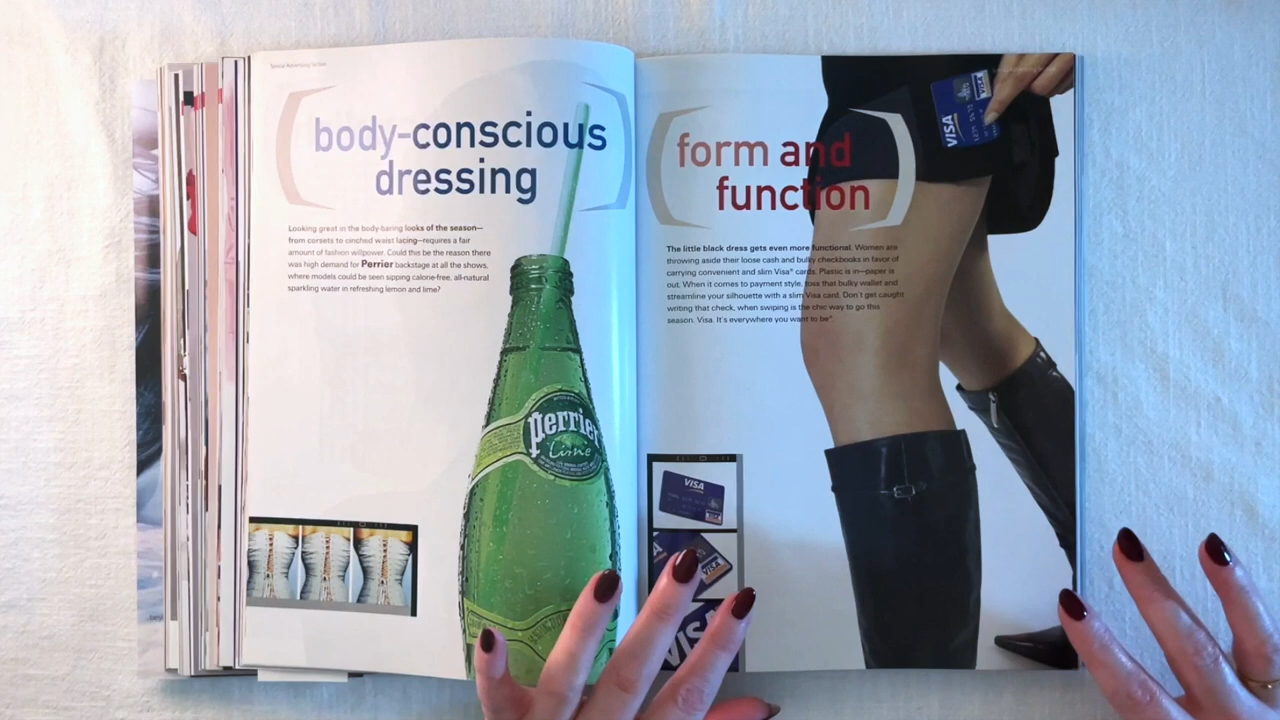 Special Advertising Section
body-conscious
dressing
Looking great in the body-baring looks of the season—
from corsets to cinched waist lacing—requires a fair
amount of fashion willpower. Could this be the reason there
was high demand for Perrier backstage at all the shows,
where models could be seen sipping calorie-free, all-natural
sparkling water in refreshing lemon and lime?
perrier
Lime
form and
function
The little black dress gets even more functional. Women are
throwing aside their loose cash and bulky checkbooks in favor of
carrying convenient and slim Visa® cards. Plastic is in—paper is
out. When it comes to payment style, toss that bulky wallet and
streamline your silhouette with a slim Visa card. Don't get caught
writing that check, when swiping is the chic way to go this
season. Visa. It's everywhere you want to be®.
VISA
VISA
VISA
VISA
VISA
VISA